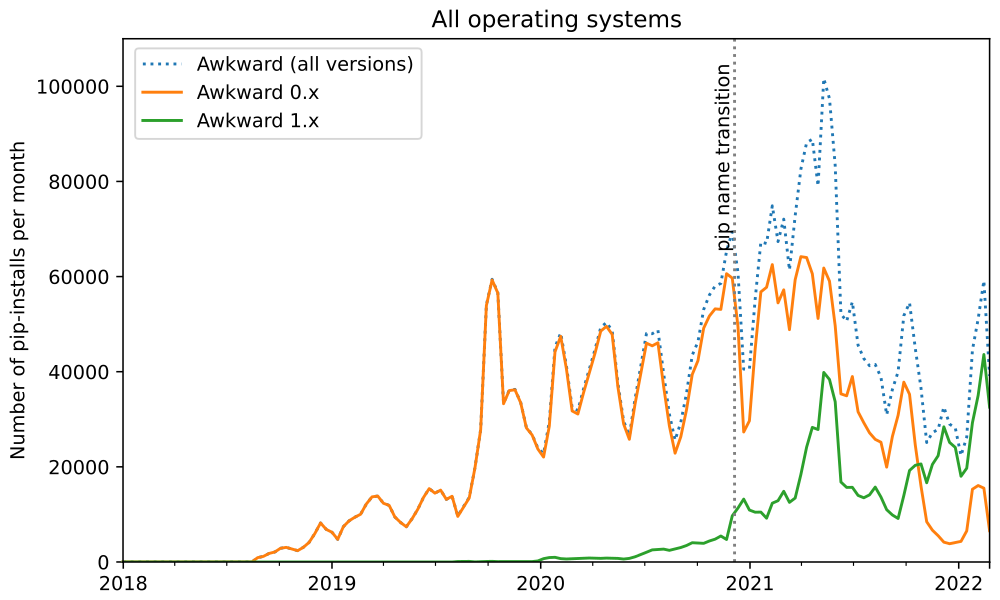 All operating systems
Number of pip-installs per month
100000
80000
60000
40000
20000
0
Awkward (all versions)
Awkward 0.x
Awkward 1.x
pip name transition
2018
2019
2020
2021
2022